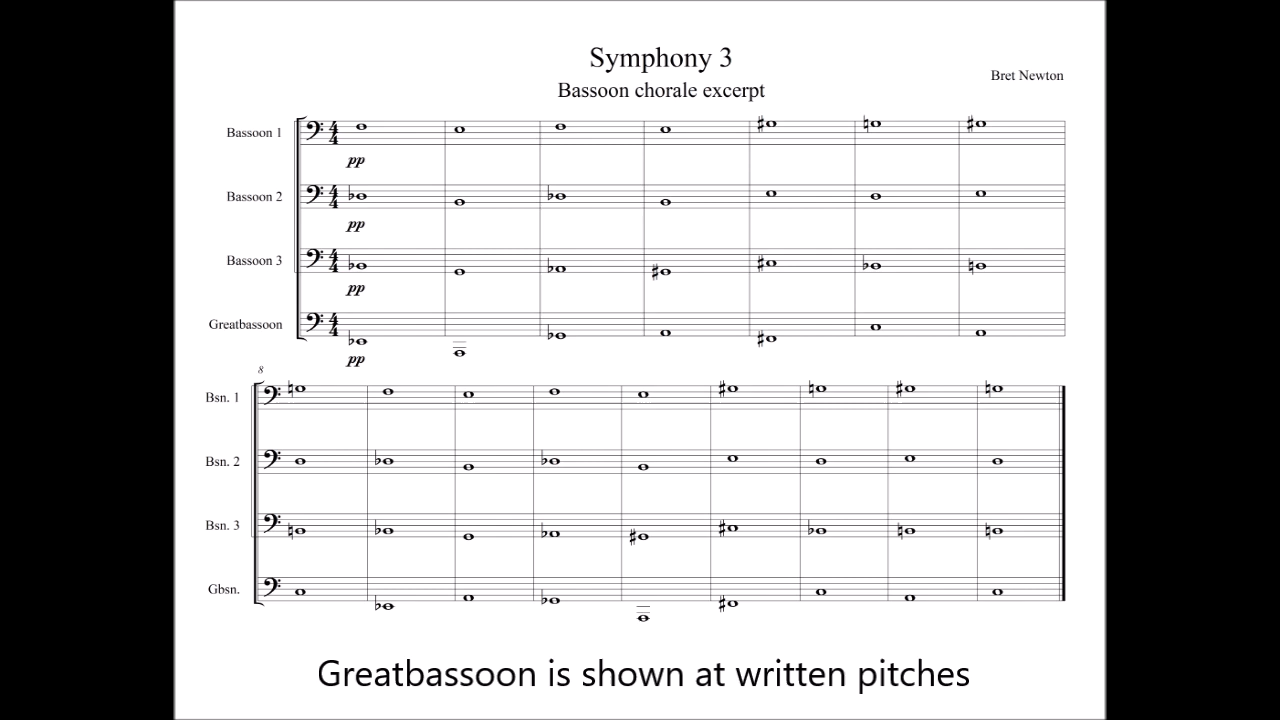 Symphony 3
Bassoon chorale excerpt
Bret Newton
Bassoon 1
pp
Bassoon 2
pp
Bassoon 3
pp
Greatbassoon
pp
8
Bsn. 1
Bsn. 2
Bsn. 3
Gbsn.
Greatbassoon is shown at written pitches